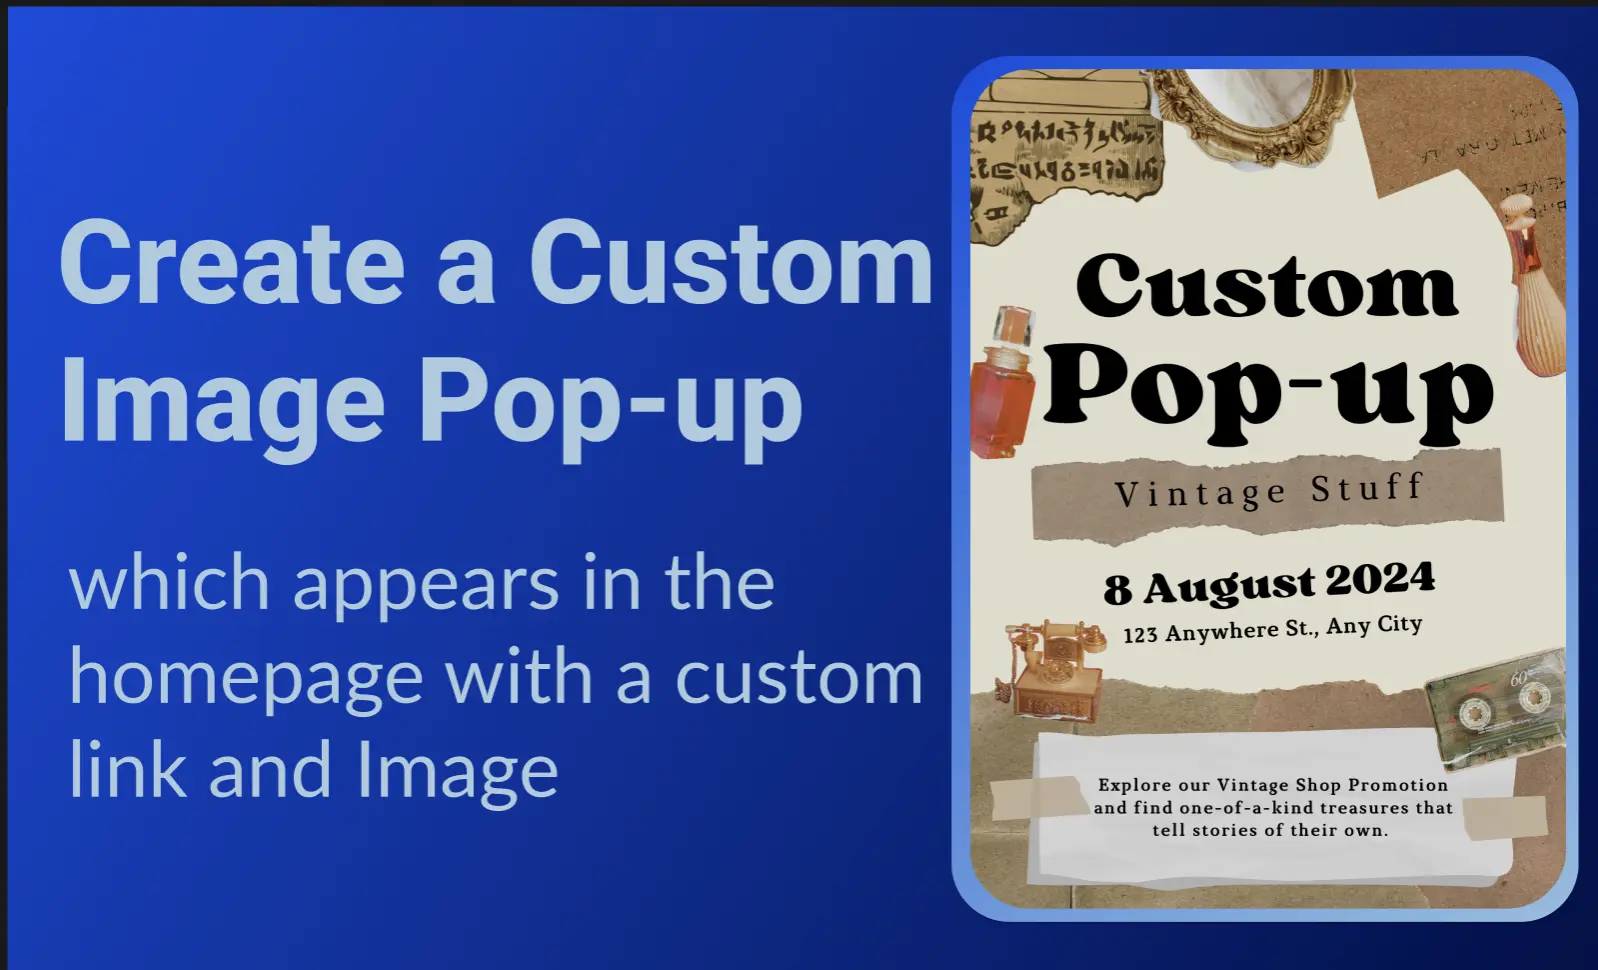 Create a Custom
Image Pop-up
which appears in the
homepage with a custom
link and Image
Custom
Pop-up
Vintage Stuff
8 August 2024
123 Anywhere St., Any City
60
Explore our Vintage Shop Promotion
and find one-of-a-kind treasures that
tell stories of their own.